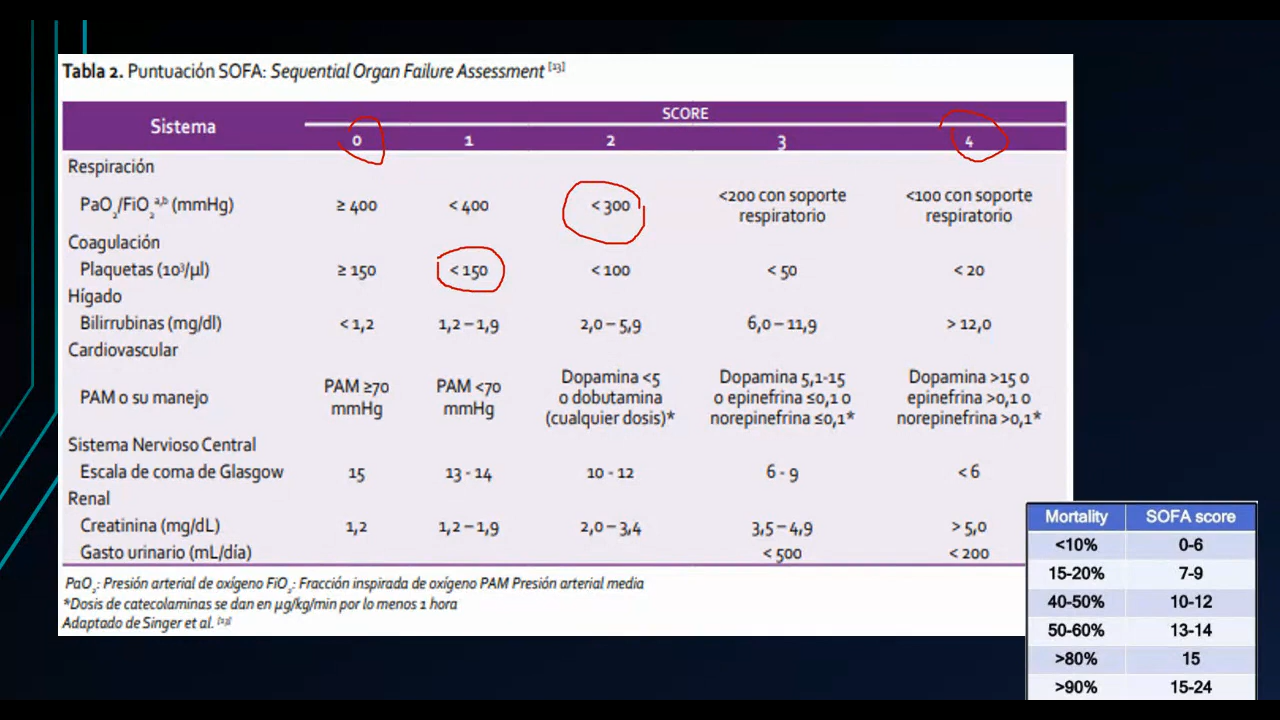 Tabla 2. Puntuación SOFA: Sequential Organ Failure Assessment [13]
Sistema
SCORE
0 1 2 3 4
Respiración
PaO2/FiO2 a,b (mmHg) ≥ 400 < 400 < 300 <200 con soporte respiratorio <100 con soporte respiratorio
Coagulación
Plaquetas (10³/μl) ≥ 150 < 150 < 100 < 50 < 20
Hígado
Bilirrubinas (mg/dl) < 1,2 1,2 – 1,9 2,0 – 5,9 6,0 – 11,9 > 12,0
Cardiovascular
PAM o su manejo PAM ≥70 mmHg PAM <70 mmHg Dopamina <5 o dobutamina (cualquier dosis)* Dopamina 5,1-15 o epinefrina ≤0,1 o norepinefrina ≤0,1* Dopamina >15 o epinefrina >0,1 o norepinefrina >0,1*
Sistema Nervioso Central
Escala de coma de Glasgow 15 13 - 14 10 - 12 6 - 9 < 6
Renal
Creatinina (mg/dL) 1,2 1,2 – 1,9 2,0 – 3,4 3,5 – 4,9 > 5,0
Gasto urinario (mL/día) < 500 < 200
PaO2: Presión arterial de oxígeno FiO2: Fracción inspirada de oxígeno PAM Presión arterial media
*Dosis de catecolaminas se dan en μg/kg/min por lo menos 1 hora
Adaptado de Singer et al. [13]
Mortality SOFA score
<10% 0-6
15-20% 7-9
40-50% 10-12
50-60% 13-14
>80% 15
>90% 15-24